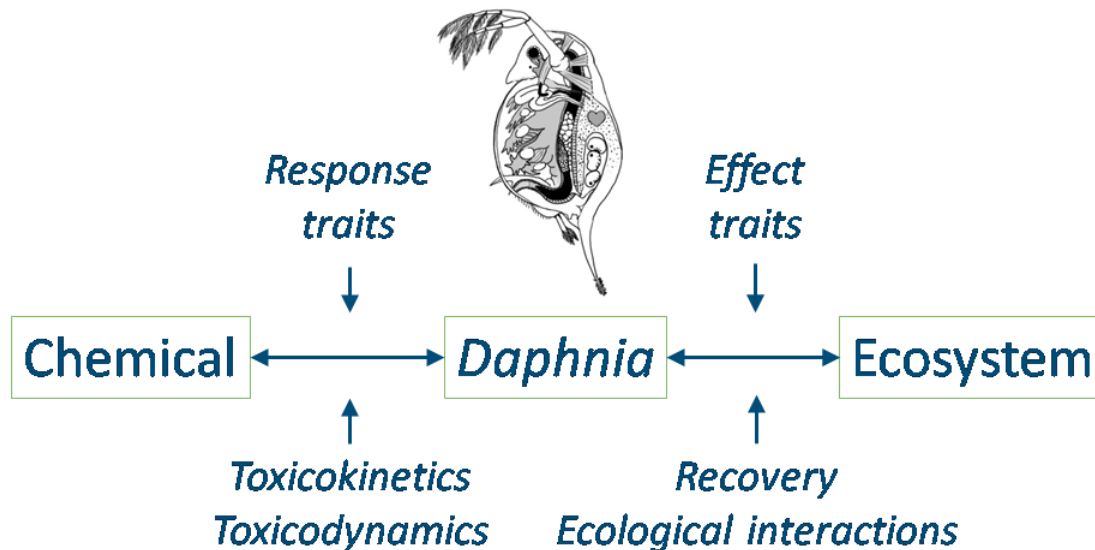 Response
traits
Effect
traits
Chemical
Daphnia
Ecosystem
Toxicokinetics
Toxicodynamics
Recovery
Ecological interactions